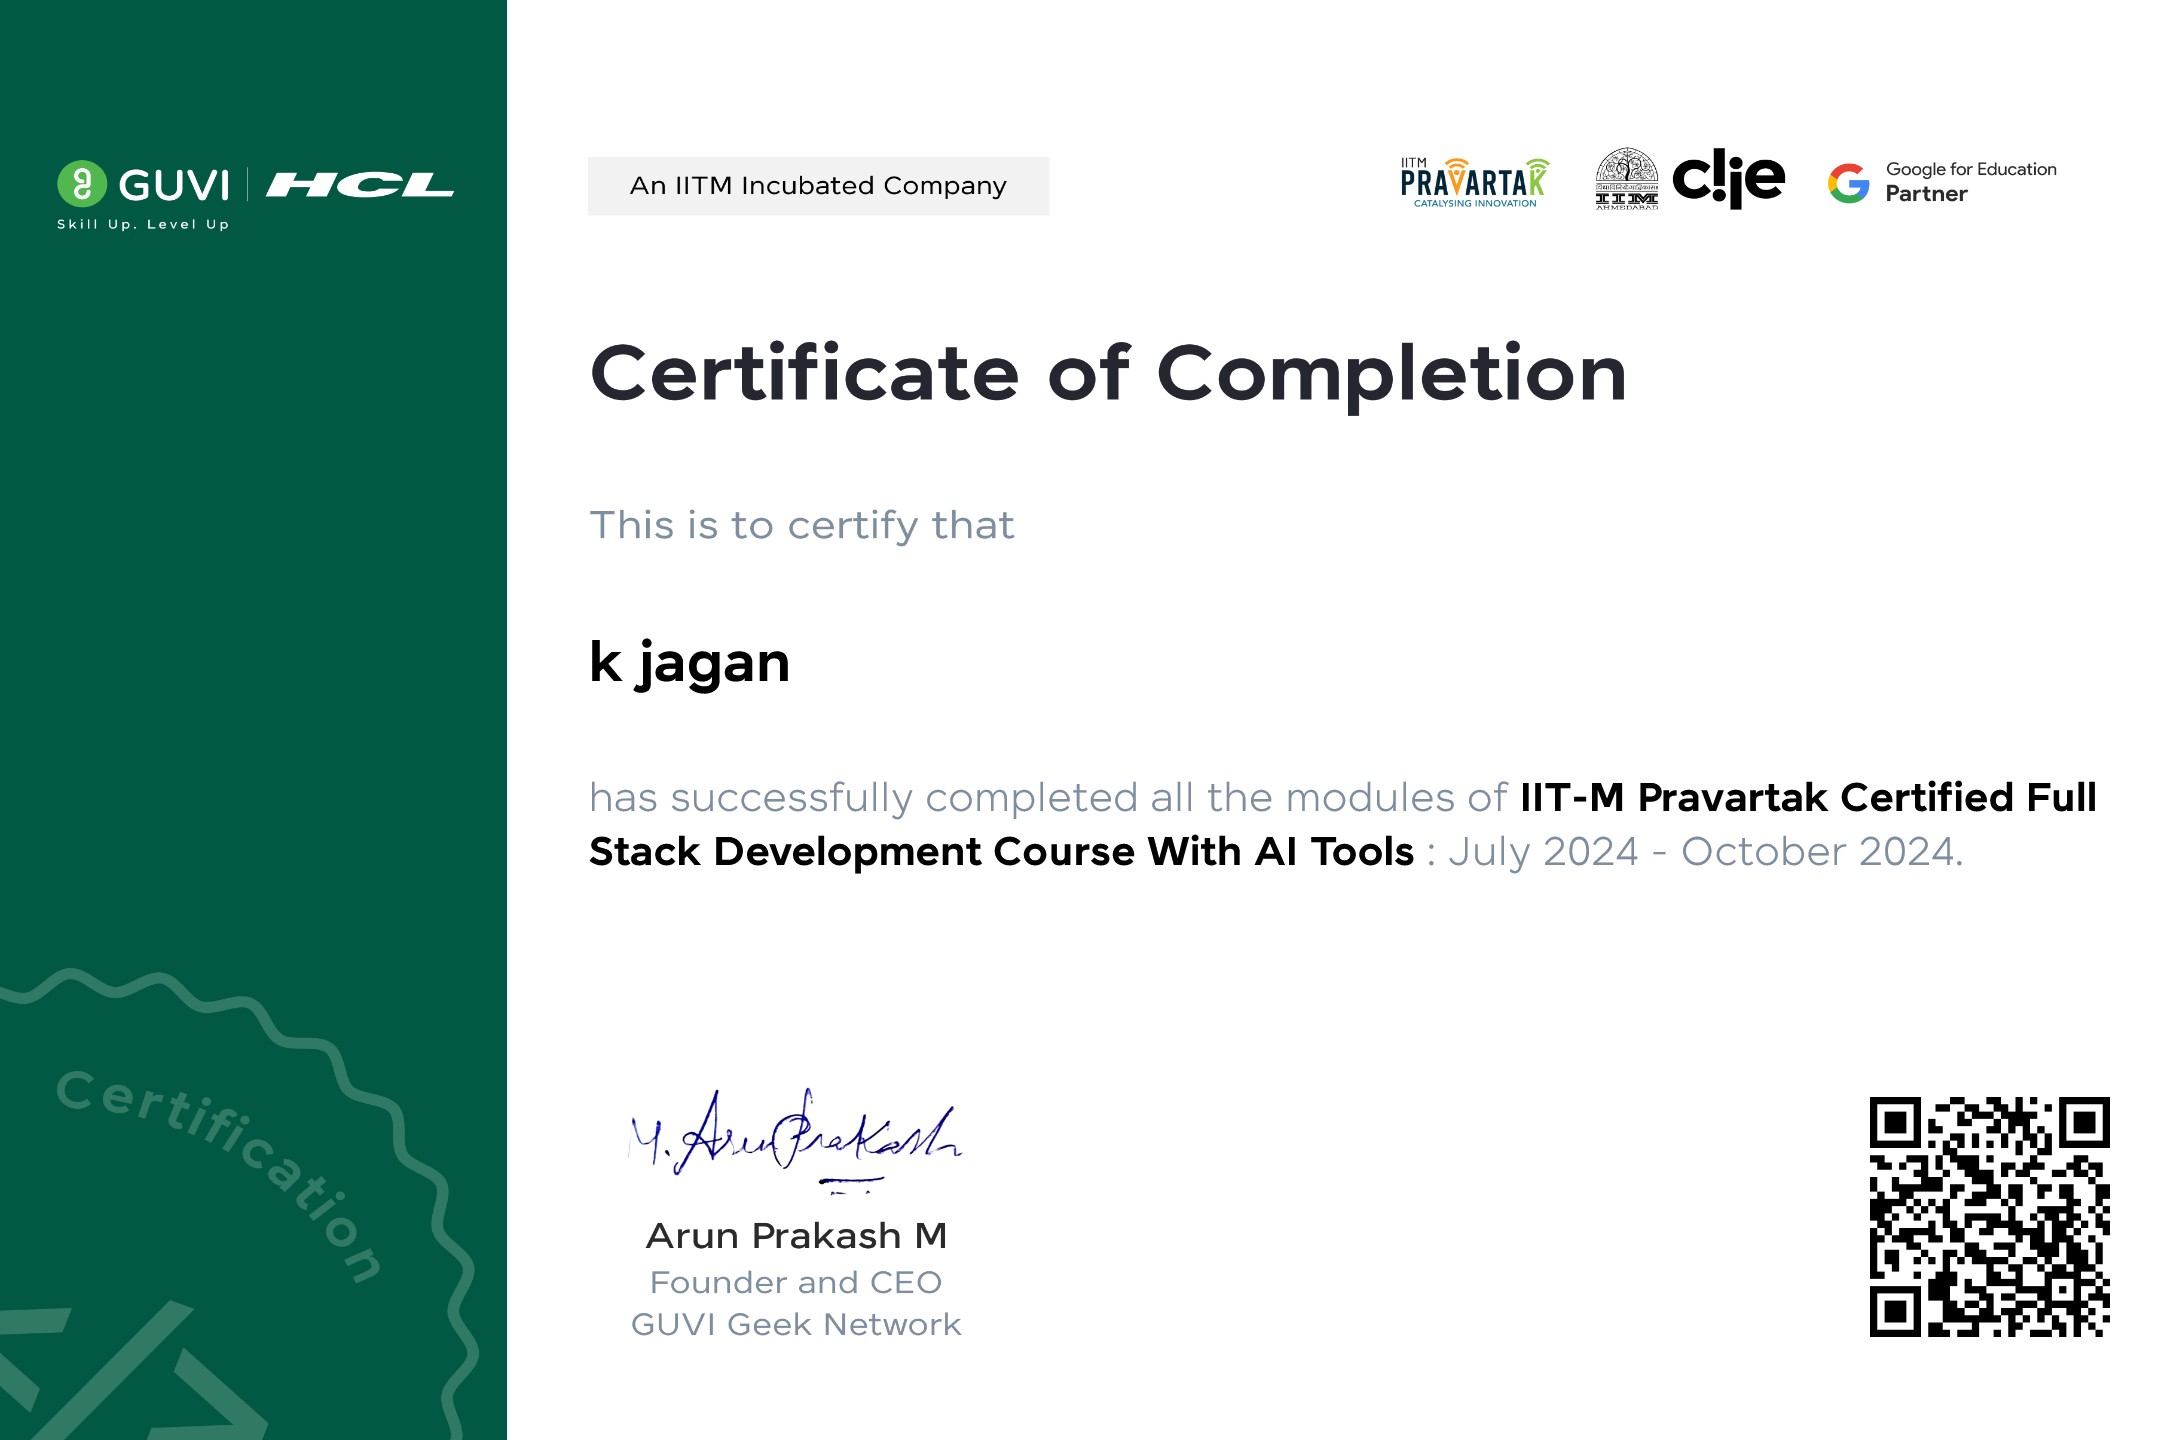 GUVI | HCL
Skill Up. Level Up
An IITM Incubated Company
IITM
PRAVARTAK
CATALYSING INNOVATION
IIM
AHMEDABAD
c!ie
Google for Education
Partner
Certificate of Completion
This is to certify that
k jagan
has successfully completed all the modules of IIT-M Pravartak Certified Full
Stack Development Course With AI Tools : July 2024 - October 2024.
Certification
</>
M. Arun Prakash
Arun Prakash M
Founder and CEO
GUVI Geek Network